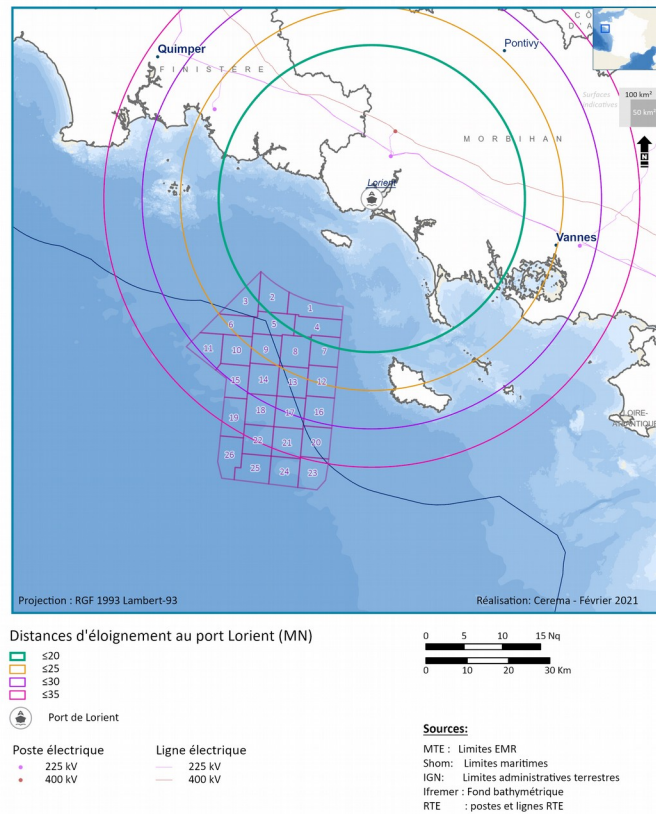 CÔ
D'A
Quimper
Pontivy
FINISTERE
Surfaces indicatives
100 km²
50 km²
N
MORBIHAN
Lorient
Vannes
3
2
1
6
5
4
11
10
9
8
7
15
14
13
12
19
18
17
16
26
22
21
20
25
24
23
LOIRE-
ATLANTIQUE
Projection : RGF 1993 Lambert-93
Réalisation: Cerema - Février 2021
Distances d'éloignement au port Lorient (MN)
≤20
≤25
≤30
≤35
Port de Lorient
0 5 10 15 Nq
0 10 20 30 Km
Poste électrique
225 kV
400 kV
Ligne électrique
225 kV
400 kV
Sources:
MTE : Limites EMR
Shom: Limites maritimes
IGN: Limites administratives terrestres
Ifremer : Fond bathymétrique
RTE : postes et lignes RTE